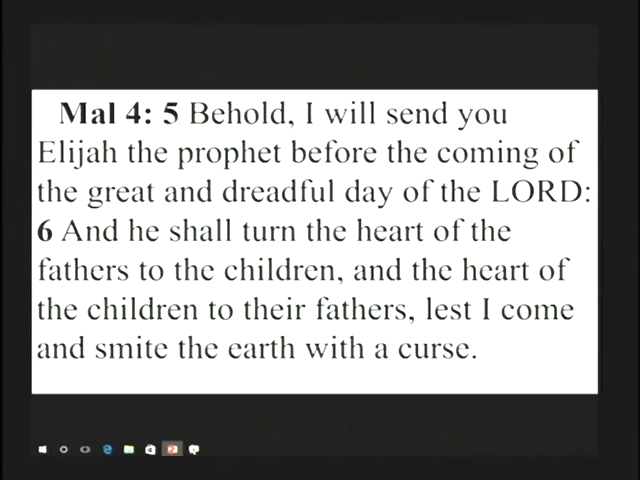 Mal 4: 5 Behold, I will send you
Elijah the prophet before the coming of
the great and dreadful day of the LORD:
6 And he shall turn the heart of the
fathers to the children, and the heart of
the children to their fathers, lest I come
and smite the earth with a curse.